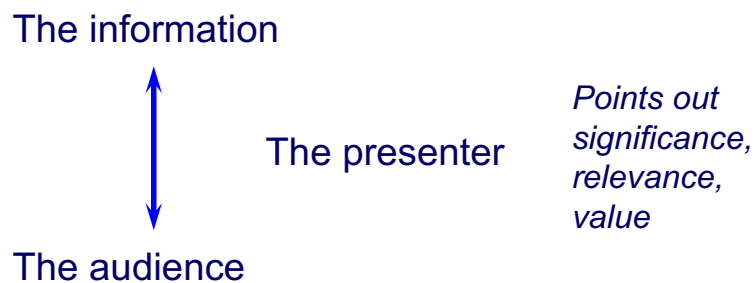 The information
The presenter
Points out
significance,
relevance,
value
The audience